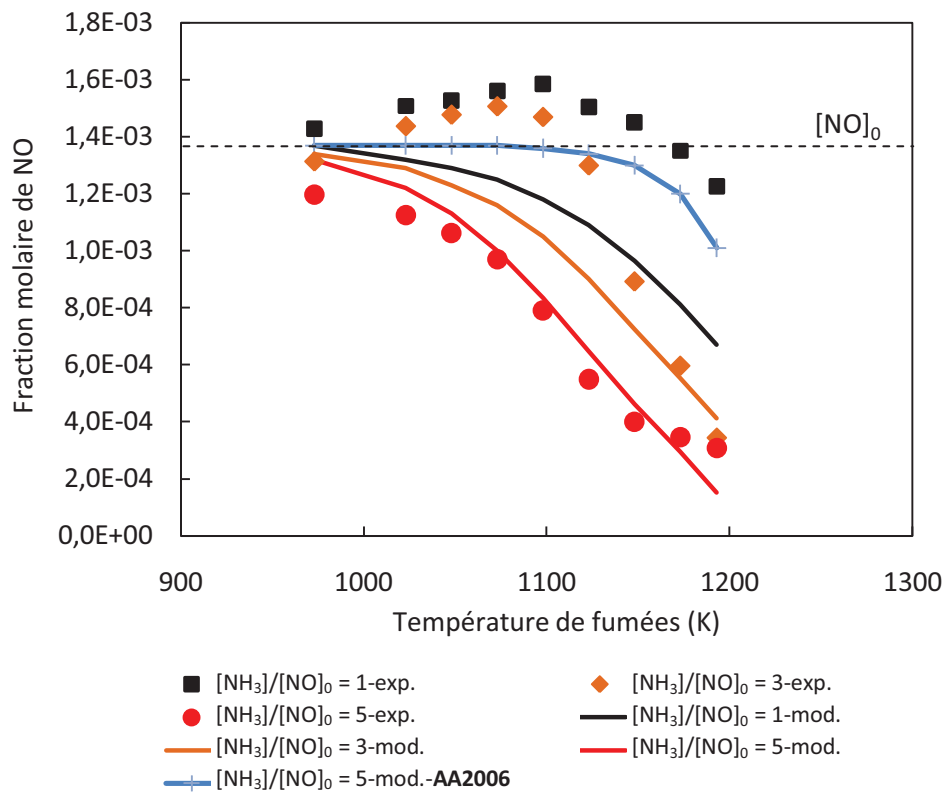 1,8E-03
1,6E-03
1,4E-03
1,2E-03
1,0E-03
8,0E-04
6,0E-04
4,0E-04
2,0E-04
0,0E+00
Fraction molaire de NO
[NO]₀
900 1000 1100 1200 1300
Température de fumées (K)
[NH₃]/[NO]₀ = 1-exp. [NH₃]/[NO]₀ = 3-exp.
[NH₃]/[NO]₀ = 5-exp. [NH₃]/[NO]₀ = 1-mod.
[NH₃]/[NO]₀ = 3-mod. [NH₃]/[NO]₀ = 5-mod.
[NH₃]/[NO]₀ = 5-mod.-AA2006